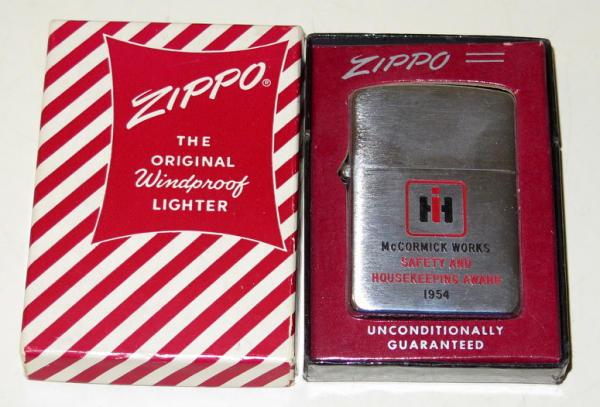 ZIPPO®
THE
ORIGINAL
Windproof
LIGHTER
ZIPPO
IH
McCORMICK WORKS
SAFETY AND
HOUSEKEEPING AWARD
1954
UNCONDITIONALLY
GUARANTEED